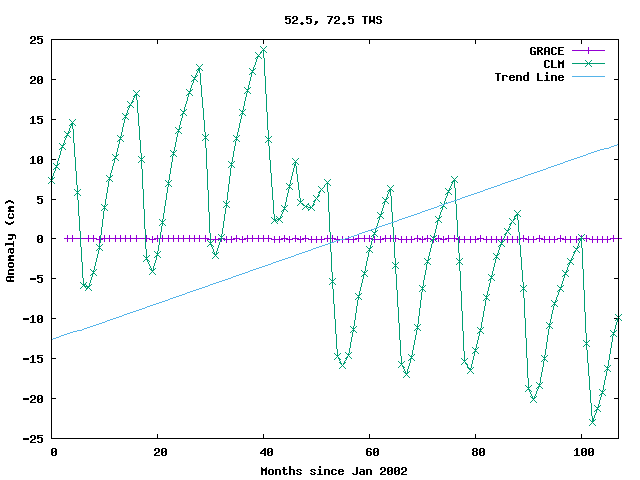 52.5, 72.5 TWS
GRACE
CLM
Trend Line
25
20
15
10
5
0
-5
-10
-15
-20
-25
Anomaly (cm)
0 20 40 60 80 100
Months since Jan 2002